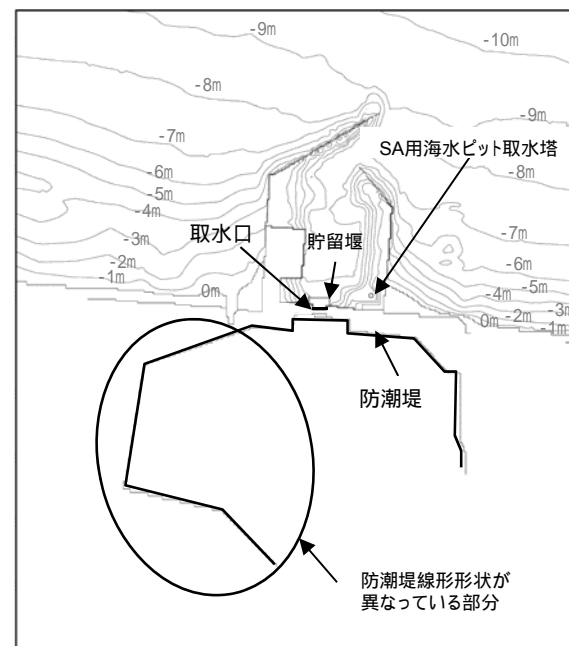 -9m
-10m
-8m
-9m
-7m
SA用海水ピット取水塔
-8m
-6m
-5m
-4m
取水口
貯留堰
-7m
-3m
-2m
-6m
-1m
-5m
0m
-4m
-3m
0m
-2m
-1m
防潮堤
防潮堤線形形状が
異なっている部分